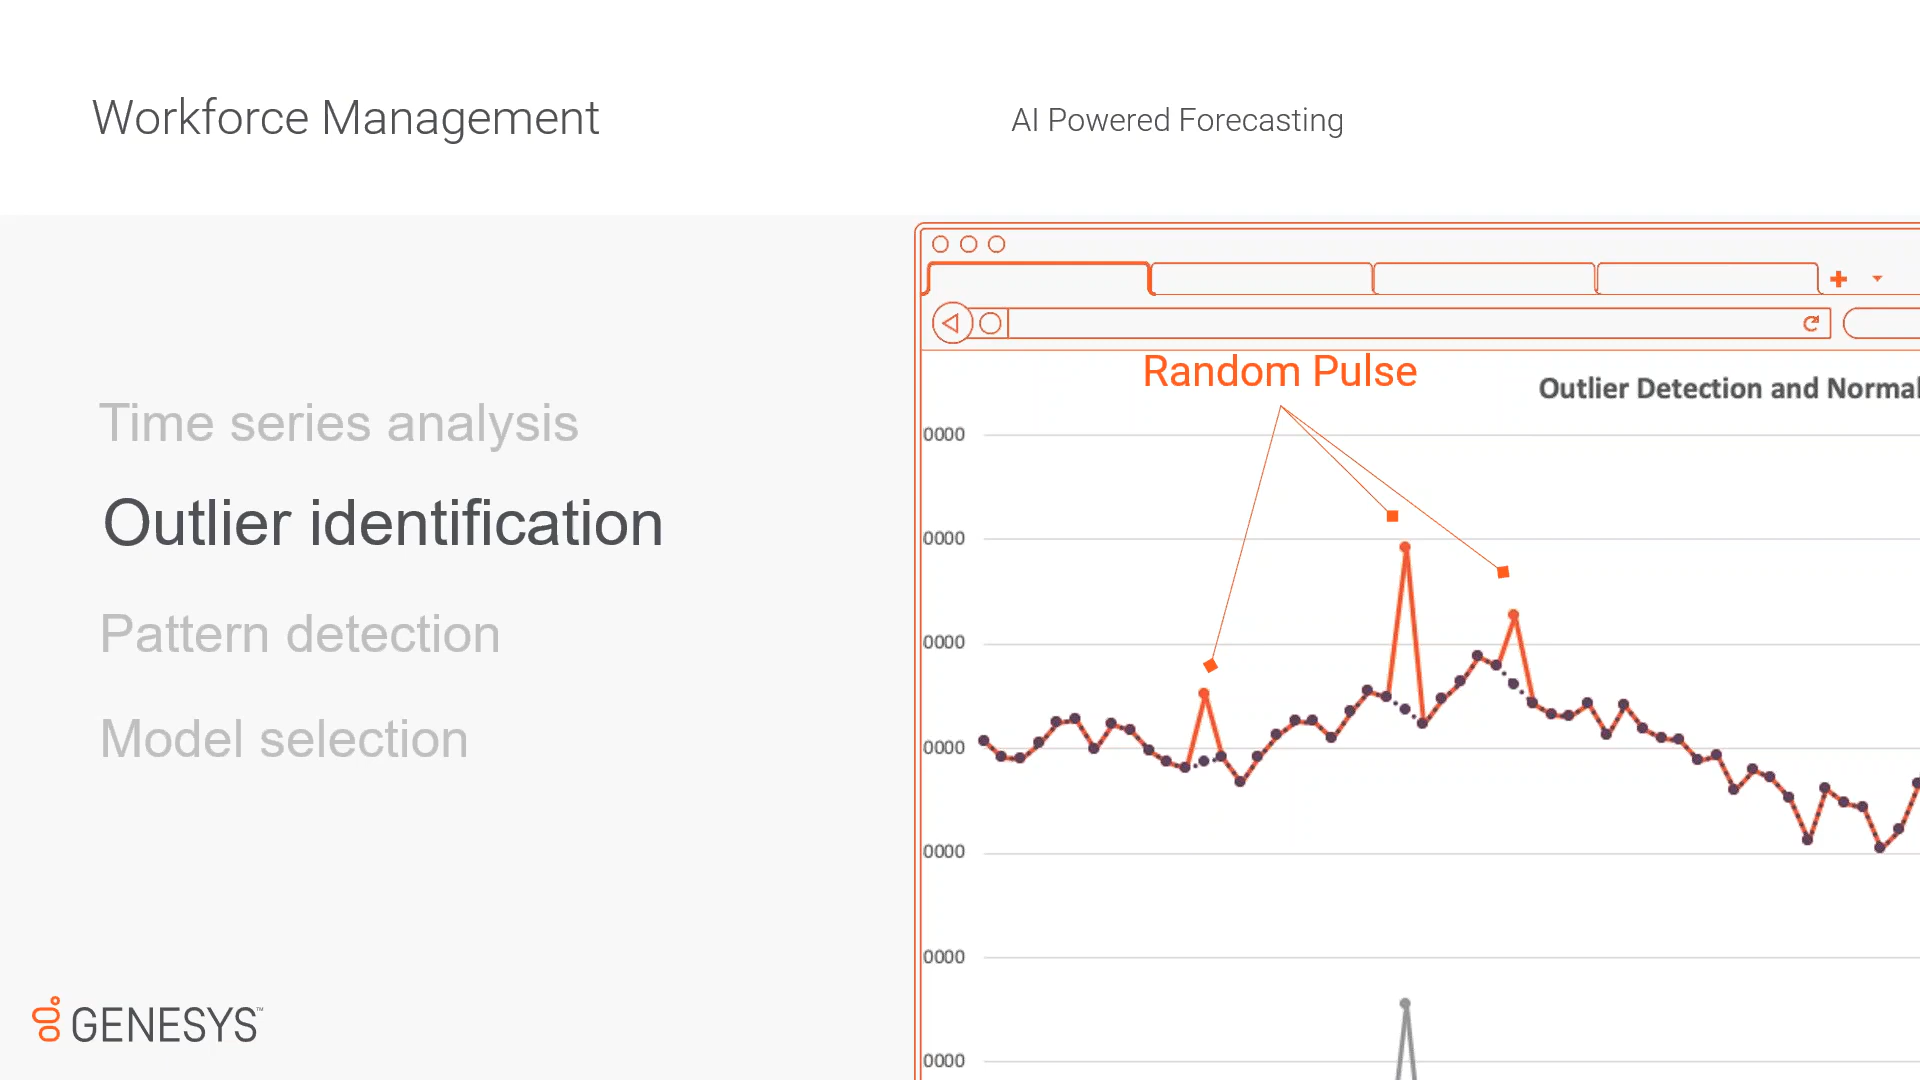 Workforce Management
AI Powered Forecasting
Time series analysis
Outlier identification
Pattern detection
Model selection
GENESYS™
Random Pulse
Outlier Detection and Normal
0000
0000
0000
0000
0000
0000
0000